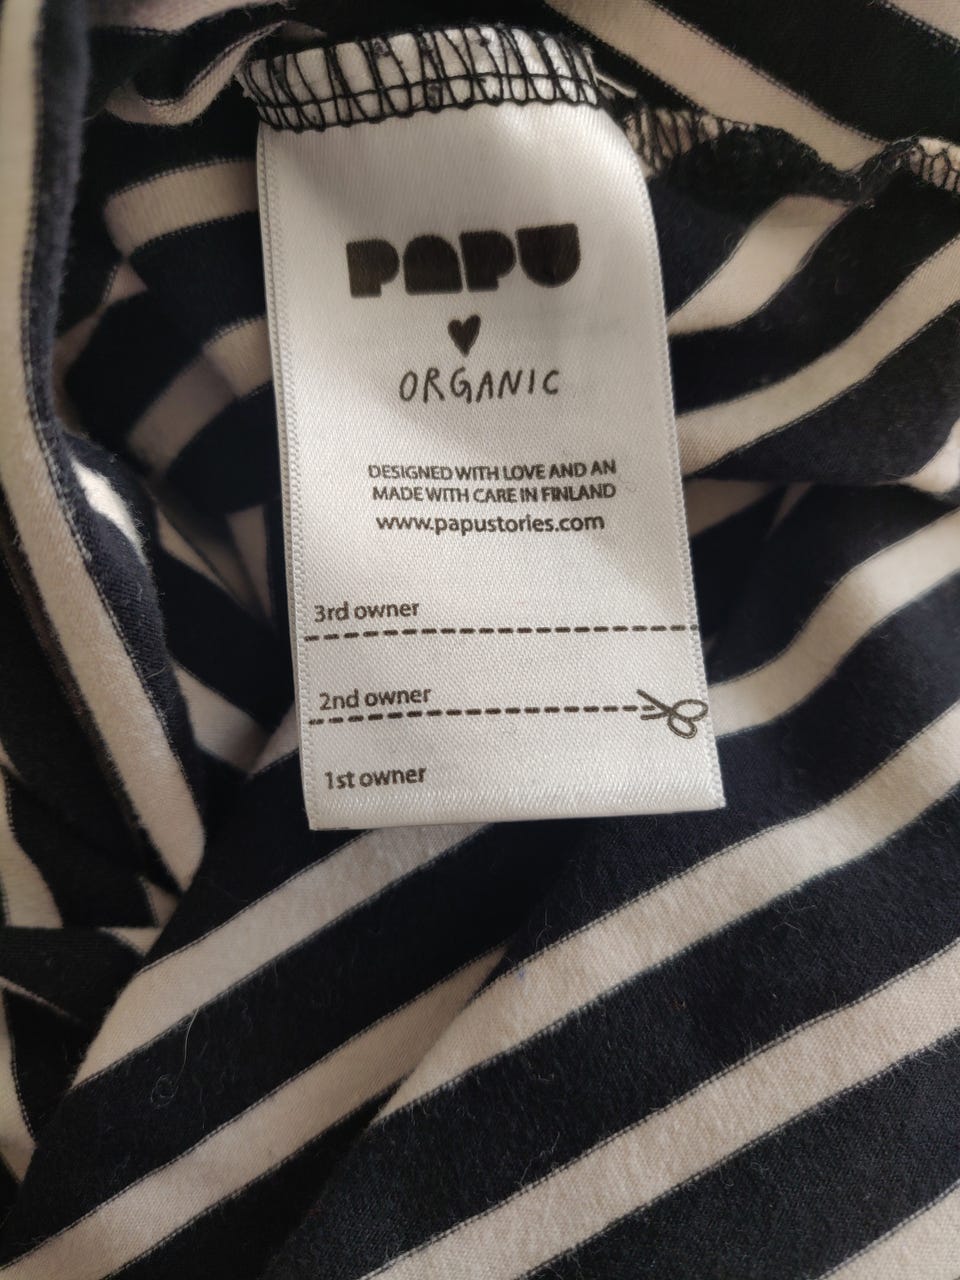 PAPU
ORGANIC
DESIGNED WITH LOVE AND AN
MADE WITH CARE IN FINLAND
www.papustories.com
3rd owner
2nd owner
1st owner